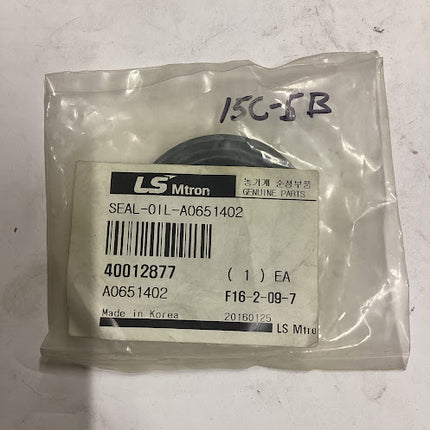 15C-5B
LS Mtron
농기계 순정부품
GENUINE PARTS
SEAL-OIL-A0651402
40012877
( 1 ) EA
A0651402
F16-2-09-7
Made in Korea
20160125
LS Mtro